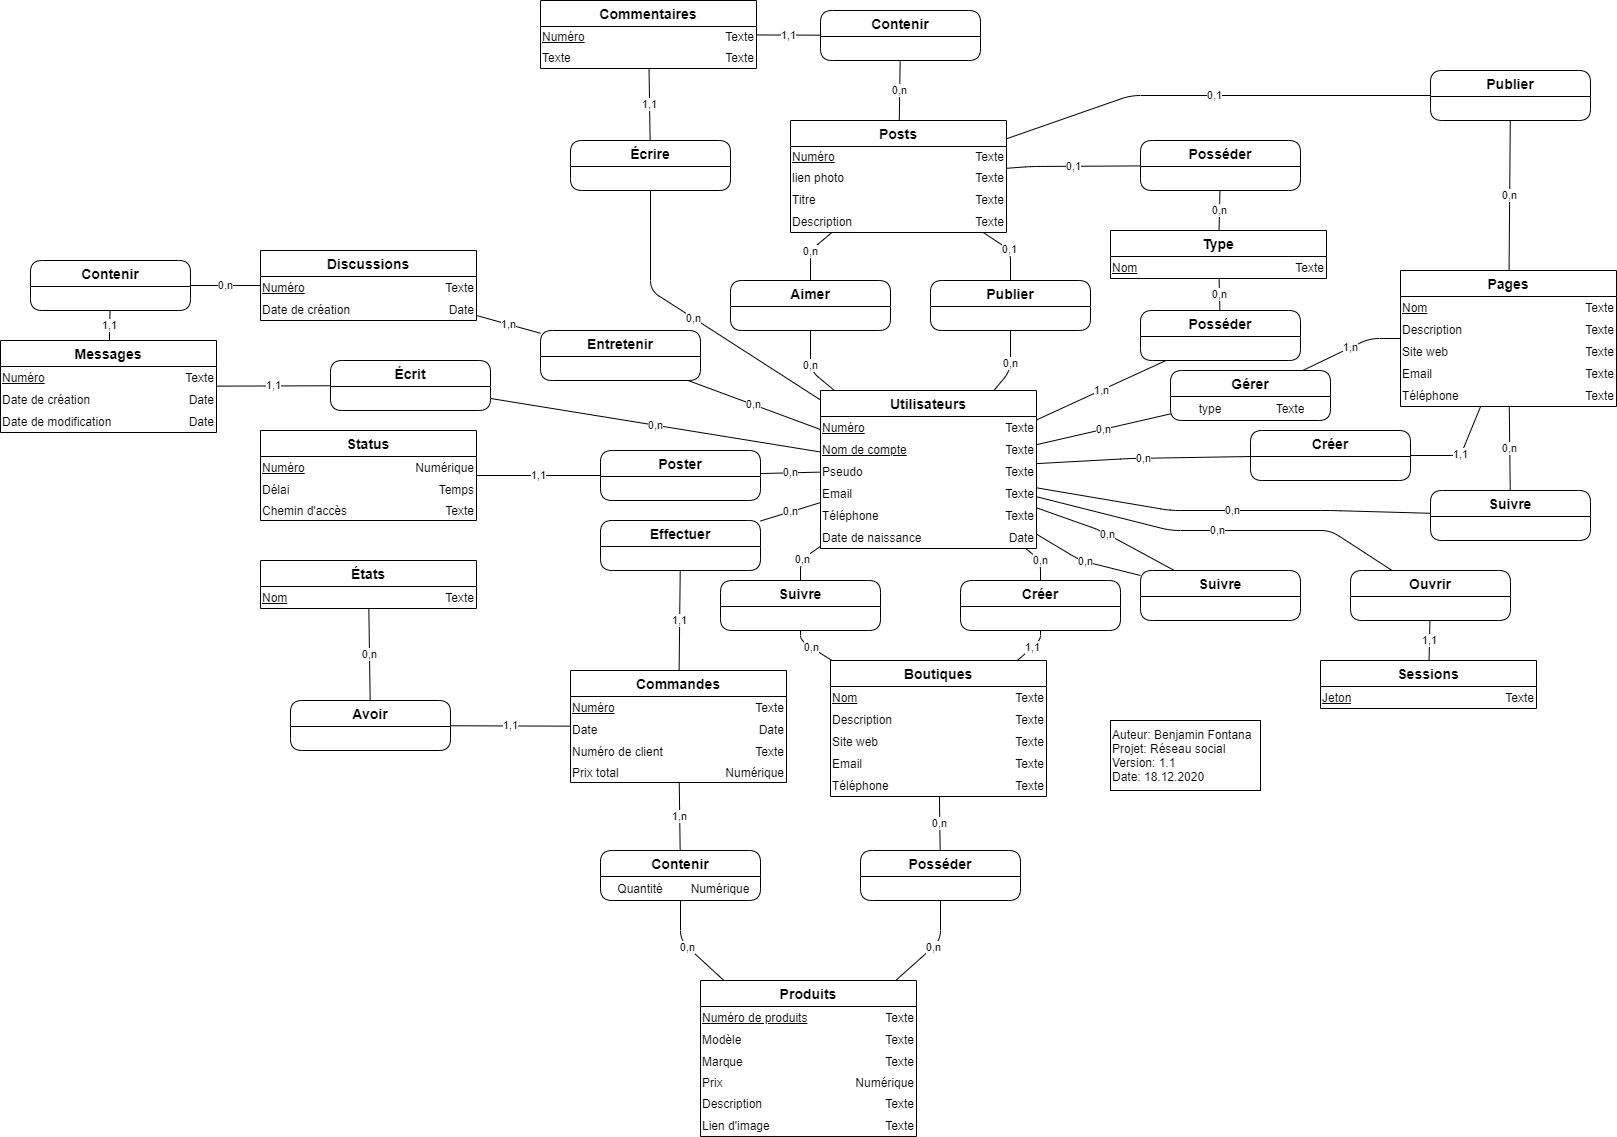 Commentaires
Numéro Texte
Texte Texte
1,1
Contenir
0,n
1,1
Écrire
0,n
Posts
Numéro Texte
lien photo Texte
Titre Texte
Description Texte
0,1
Publier
0,n
0,1
Posséder
0,n
Type
Nom Texte
0,n
Posséder
1,n
0,n
Aimer
0,n
0,1
Publier
0,n
Contenir
0,n
1,1
Discussions
Numéro Texte
Date de création Date
1,n
Entretenir
0,n
Messages
Numéro Texte
Date de création Date
Date de modification Date
1,1
Écrit
0,n
Pages
Nom Texte
Description Texte
Site web Texte
Email Texte
Téléphone Texte
1,n
Gérer
type Texte
0,n
Créer
0,n
1,1
0,n
Suivre
0,n
Utilisateurs
Numéro Texte
Nom de compte Texte
Pseudo Texte
Email Texte
Téléphone Texte
Date de naissance Date
Status
Numéro Numérique
Délai Temps
Chemin d'accès Texte
1,1
Poster
0,n
Effectuer
0,n
1,1
0,n
Suivre
0,n
0,n
Créer
1,1
0,n
0,n
Suivre
0,n
Ouvrir
1,1
Sessions
Jeton Texte
États
Nom Texte
0,n
Avoir
1,1
Commandes
Numéro Texte
Date Date
Numéro de client Texte
Prix total Numérique
Boutiques
Nom Texte
Description Texte
Site web Texte
Email Texte
Téléphone Texte
Auteur: Benjamin Fontana
Projet: Réseau social
Version: 1.1
Date: 18.12.2020
1,n
Contenir
Quantité Numérique
0,n
0,n
Posséder
0,n
Produits
Numéro de produits Texte
Modèle Texte
Marque Texte
Prix Numérique
Description Texte
Lien d'image Texte